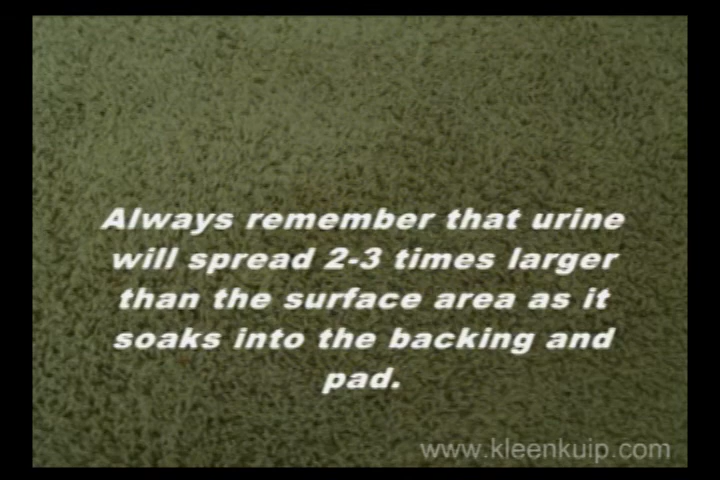 Always remember that urine
will spread 2-3 times larger
than the surface area as it
soaks into the backing and
pad.
www.kleenkuip.com